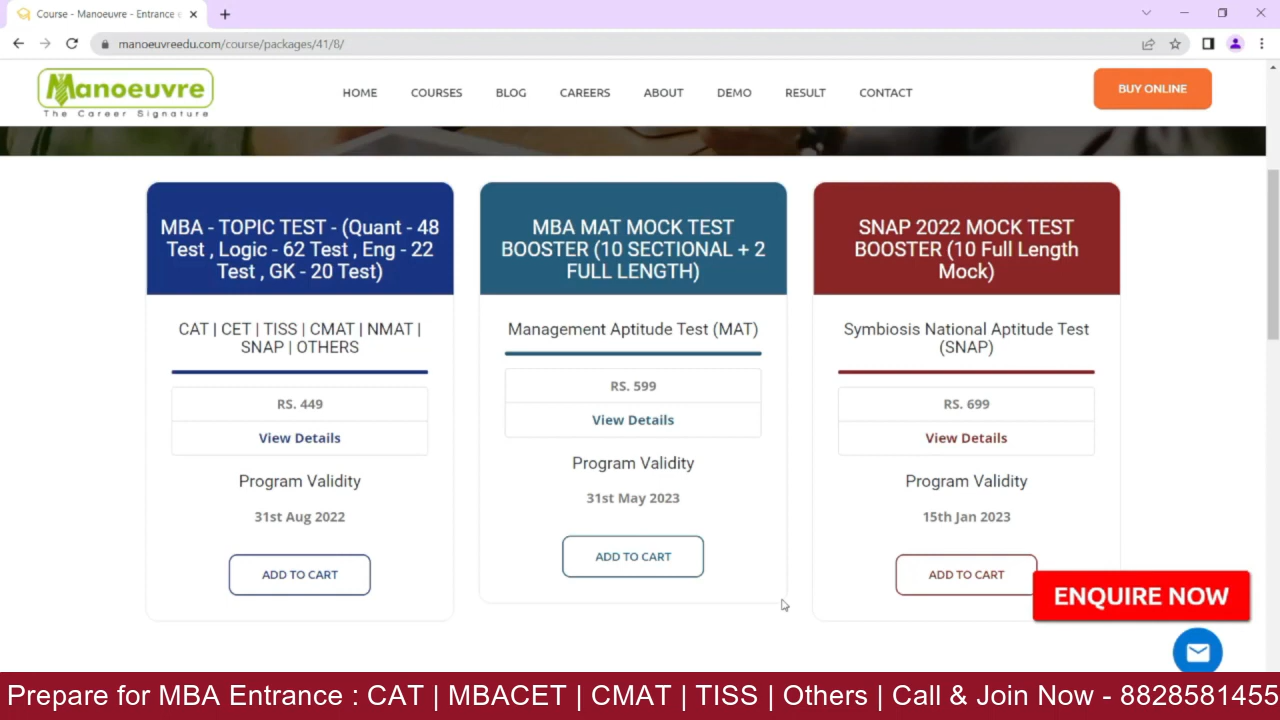 Course - Manoeuvre - Entrance e
manoeuvreedu.com/course/packages/41/8/
Manoeuvre
The Career Signature
HOME
COURSES
BLOG
CAREERS
ABOUT
DEMO
RESULT
CONTACT
BUY ONLINE
MBA - TOPIC TEST - (Quant - 48
Test , Logic - 62 Test , Eng - 22
Test , GK - 20 Test)
CAT | CET | TISS | CMAT | NMAT |
SNAP | OTHERS
RS. 449
View Details
Program Validity
31st Aug 2022
ADD TO CART
MBA MAT MOCK TEST
BOOSTER (10 SECTIONAL + 2
FULL LENGTH)
Management Aptitude Test (MAT)
RS. 599
View Details
Program Validity
31st May 2023
ADD TO CART
SNAP 2022 MOCK TEST
BOOSTER (10 Full Length
Mock)
Symbiosis National Aptitude Test
(SNAP)
RS. 699
View Details
Program Validity
15th Jan 2023
ADD TO CART
ENQUIRE NOW
Prepare for MBA Entrance : CAT | MBACET | CMAT | TISS | Others | Call & Join Now - 8828581455